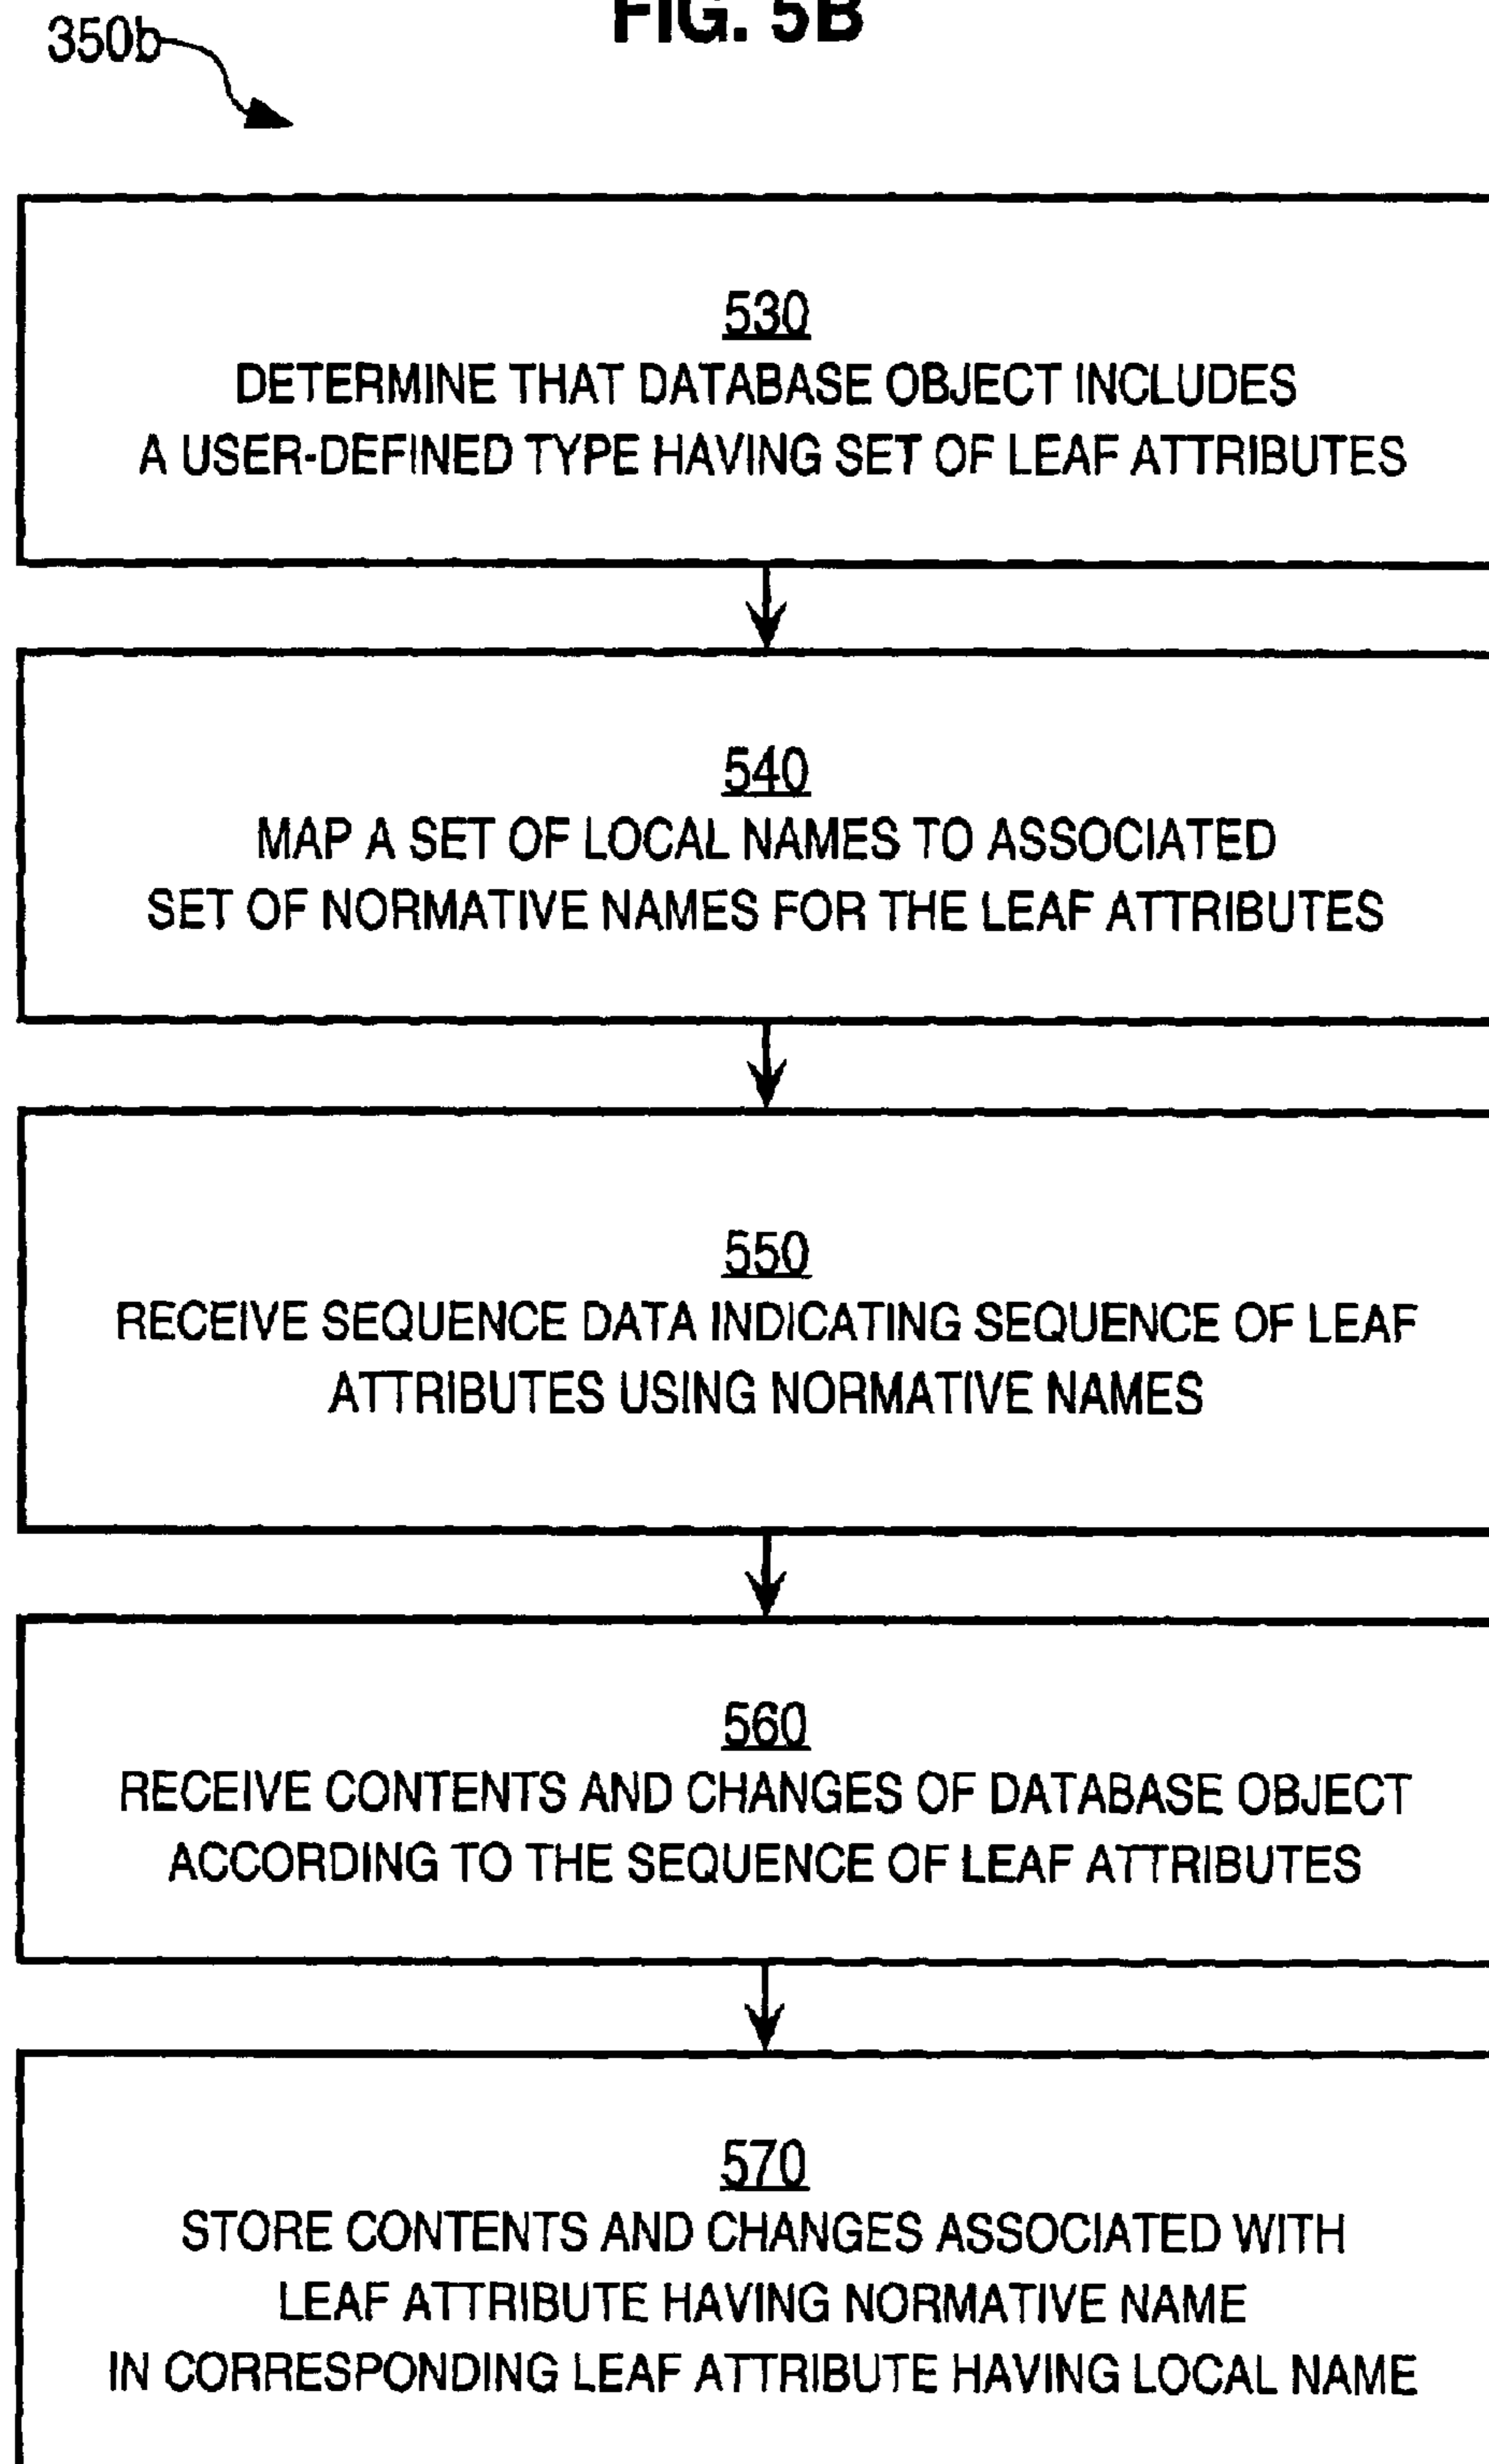 FIG. 5B
350b
530
DETERMINE THAT DATABASE OBJECT INCLUDES
A USER-DEFINED TYPE HAVING SET OF LEAF ATTRIBUTES
540
MAP A SET OF LOCAL NAMES TO ASSOCIATED
SET OF NORMATIVE NAMES FOR THE LEAF ATTRIBUTES
550
RECEIVE SEQUENCE DATA INDICATING SEQUENCE OF LEAF
ATTRIBUTES USING NORMATIVE NAMES
560
RECEIVE CONTENTS AND CHANGES OF DATABASE OBJECT
ACCORDING TO THE SEQUENCE OF LEAF ATTRIBUTES
570
STORE CONTENTS AND CHANGES ASSOCIATED WITH
LEAF ATTRIBUTE HAVING NORMATIVE NAME
IN CORRESPONDING LEAF ATTRIBUTE HAVING LOCAL NAME